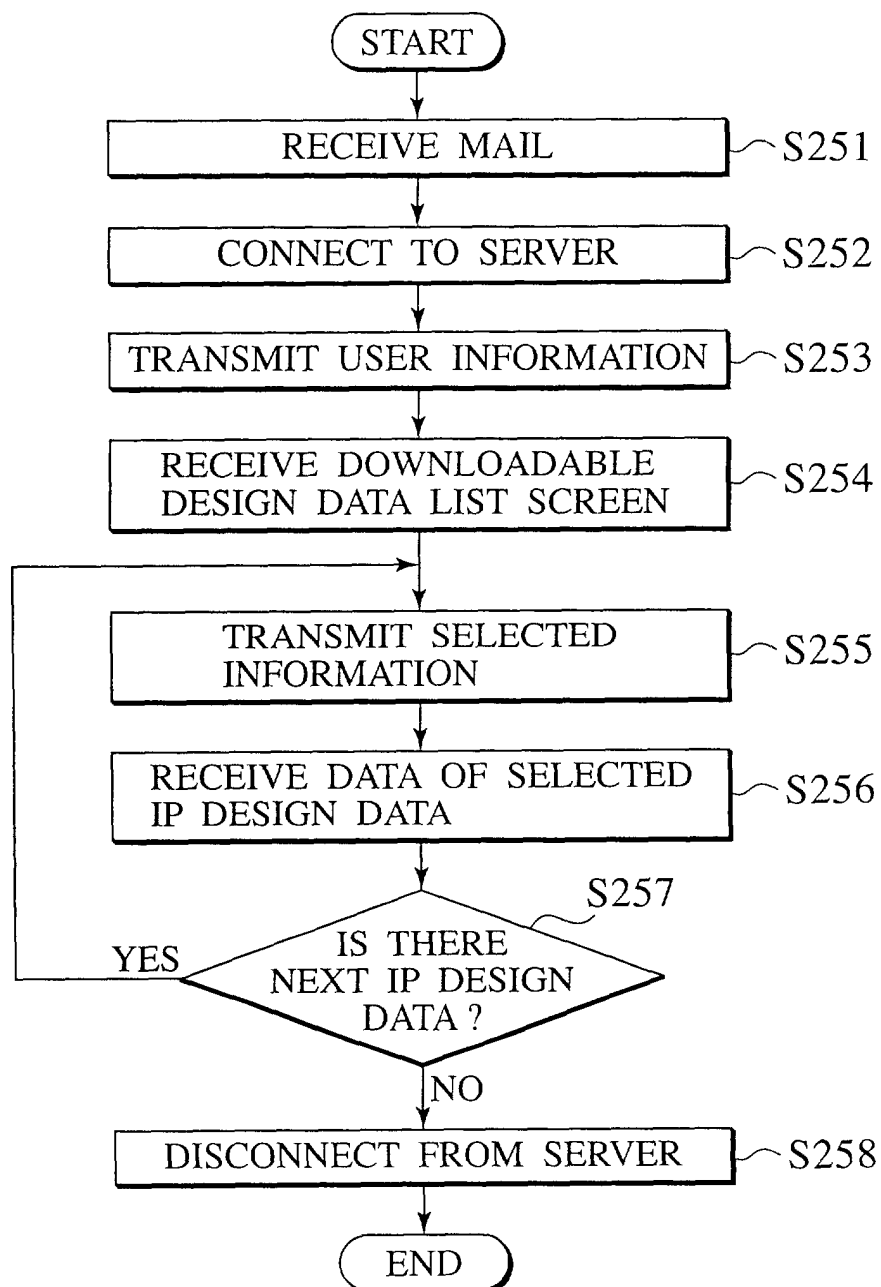 START
RECEIVE MAIL
S251
CONNECT TO SERVER
S252
TRANSMIT USER INFORMATION
S253
RECEIVE DOWNLOADABLE
DESIGN DATA LIST SCREEN
S254
TRANSMIT SELECTED
INFORMATION
S255
RECEIVE DATA OF SELECTED
IP DESIGN DATA
S256
S257
YES
IS THERE
NEXT IP DESIGN
DATA ?
NO
DISCONNECT FROM SERVER
S258
END